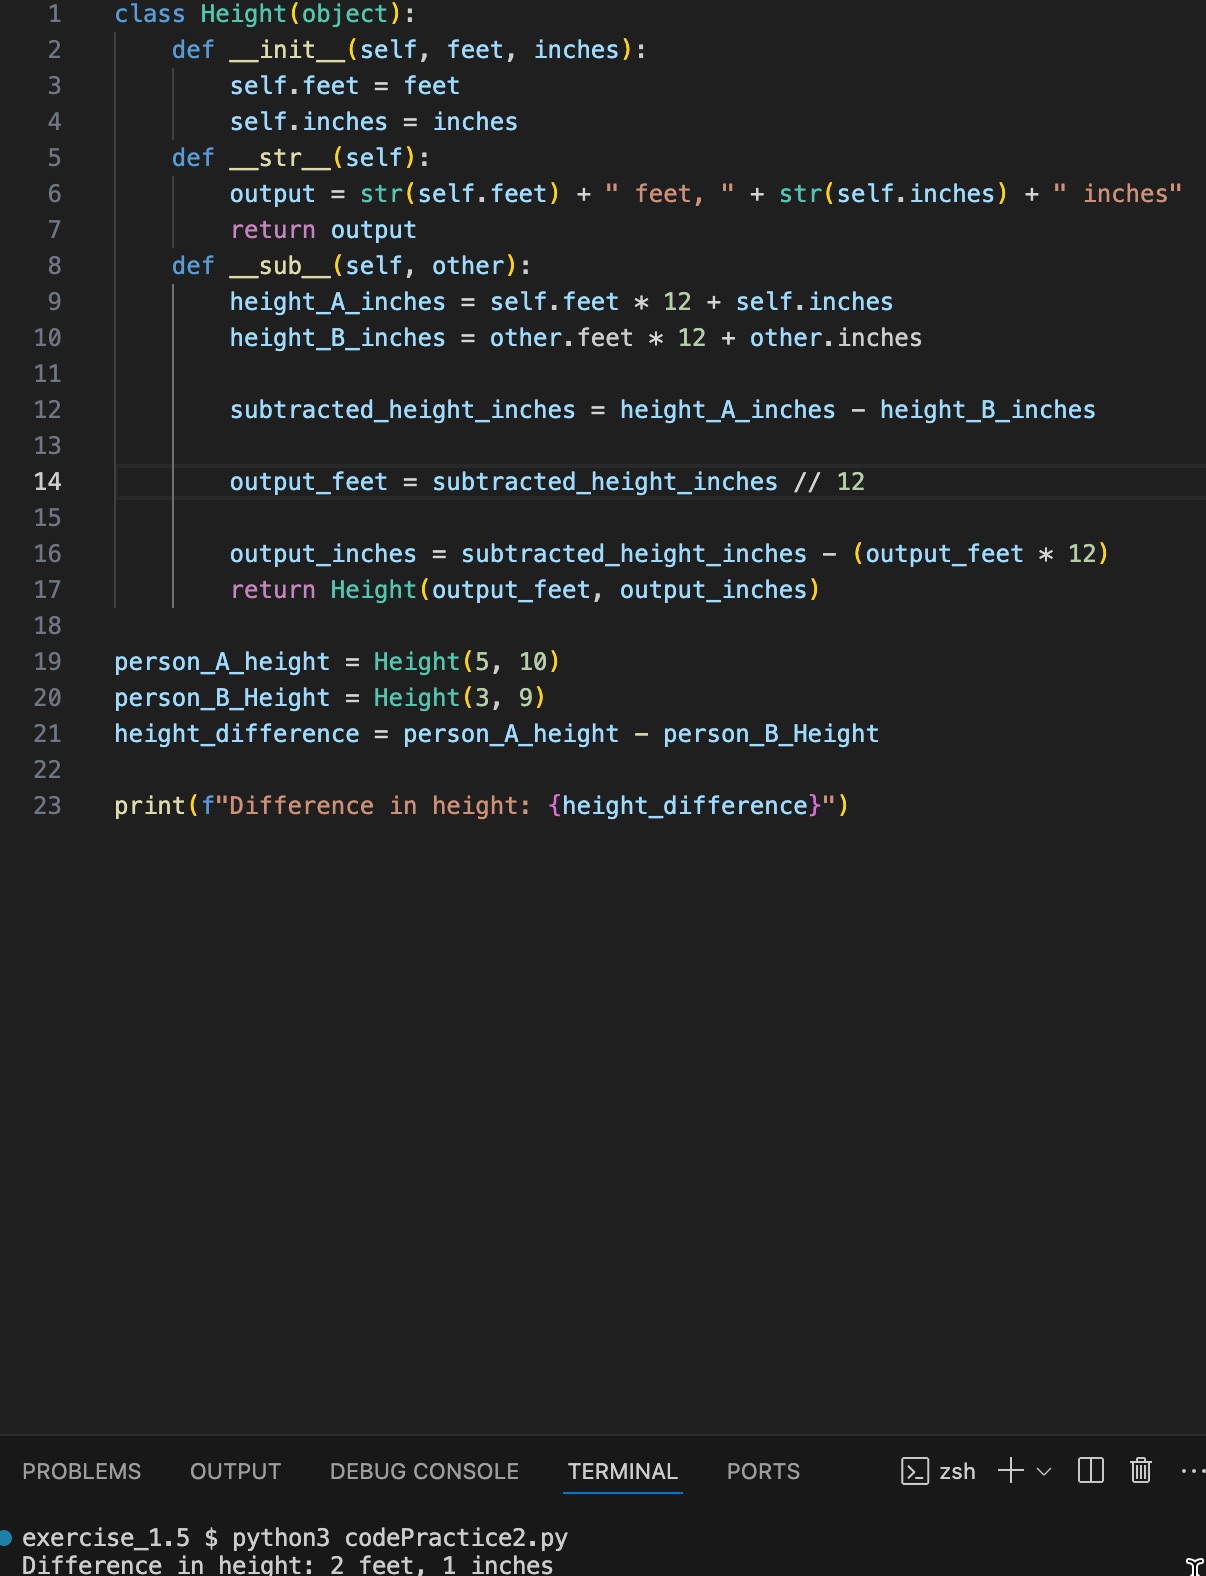 1 class Height(object):
2     def __init__(self, feet, inches):
3         self.feet = feet
4         self.inches = inches
5     def __str__(self):
6         output = str(self.feet) + " feet, " + str(self.inches) + " inches"
7         return output
8     def __sub__(self, other):
9         height_A_inches = self.feet * 12 + self.inches
10         height_B_inches = other.feet * 12 + other.inches
11
12         subtracted_height_inches = height_A_inches - height_B_inches
13
14         output_feet = subtracted_height_inches // 12
15
16         output_inches = subtracted_height_inches - (output_feet * 12)
17         return Height(output_feet, output_inches)
18
19 person_A_height = Height(5, 10)
20 person_B_Height = Height(3, 9)
21 height_difference = person_A_height - person_B_Height
22
23 print(f"Difference in height: {height_difference}")
PROBLEMS OUTPUT DEBUG CONSOLE TERMINAL PORTS zsh
exercise_1.5 $ python3 codePractice2.py
Difference in height: 2 feet, 1 inches